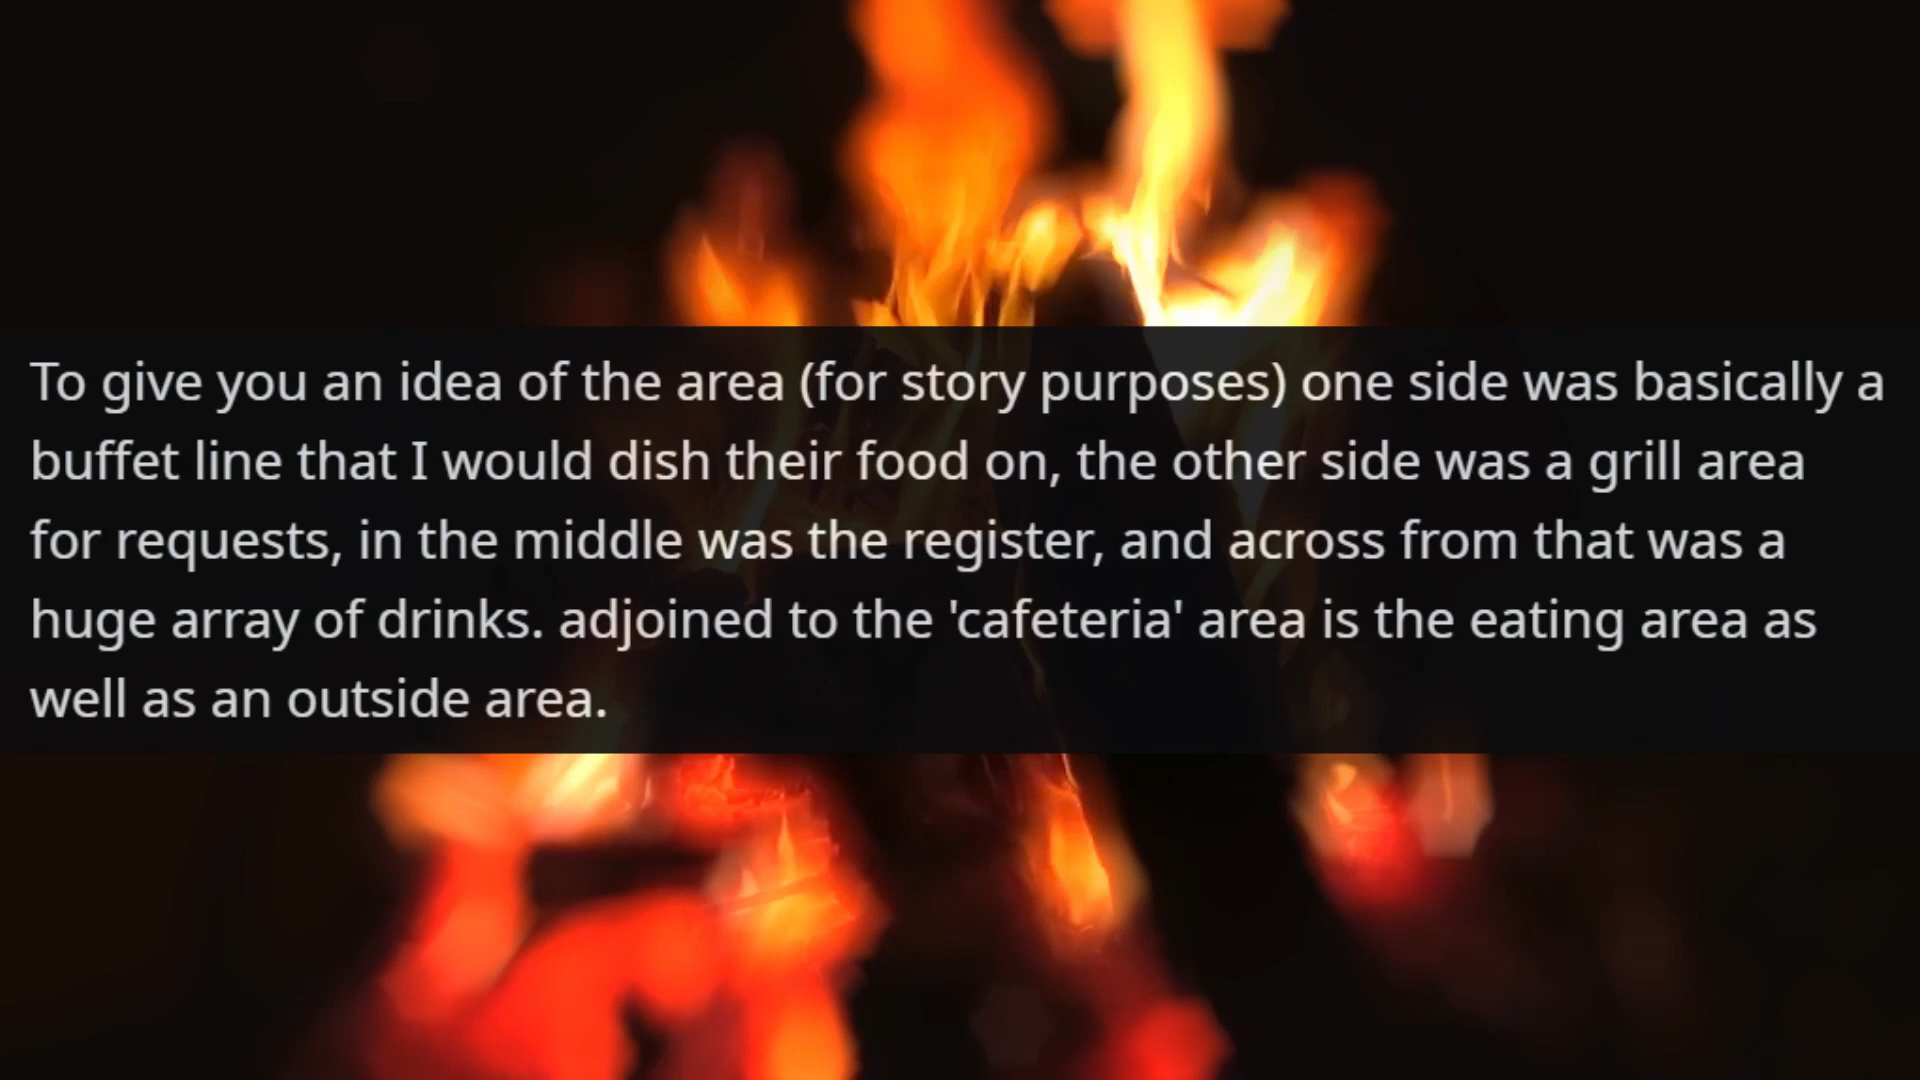 To give you an idea of the area (for story purposes) one side was basically a
buffet line that I would dish their food on, the other side was a grill area
for requests, in the middle was the register, and across from that was a
huge array of drinks. adjoined to the 'cafeteria' area is the eating area as
well as an outside area.